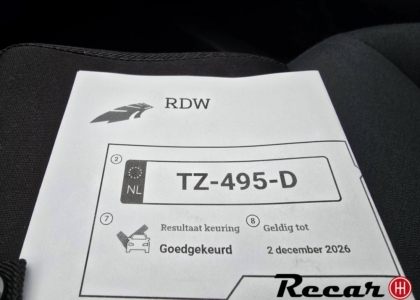 RDW
2
NL
TZ-495-D
7
Resultaat keuring
8
Geldig tot
Goedgekeurd
2 december 2026
Recar